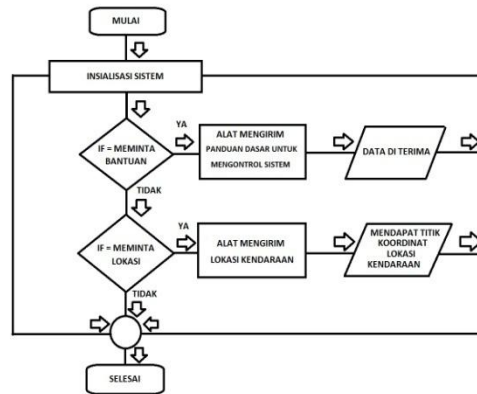 MULAI
INSIALISASI SISTEM
IF = MEMINTA
BANTUAN
YA
ALAT MENGIRIM
PANDUAN DASAR UNTUK
MENGONTROL SISTEM
DATA DI TERIMA
TIDAK
IF = MEMINTA
LOKASI
YA
ALAT MENGIRIM
LOKASI KENDARAAN
MENDAPAT TITIK
KOORDINAT
LOKASI
KENDARAAN
TIDAK
SELESAI